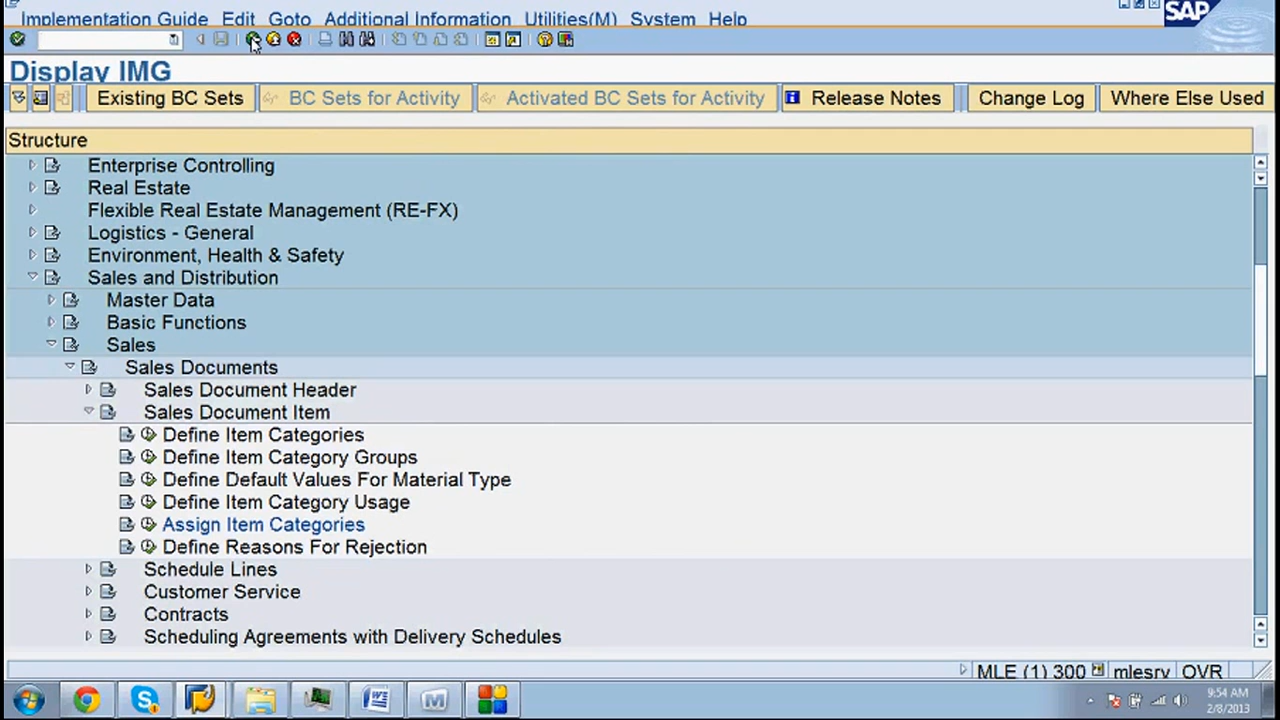 Implementation Guide Edit Goto Additional Information Utilities(M) System Help
SAP
Display IMG
Existing BC Sets BC Sets for Activity Activated BC Sets for Activity Release Notes Change Log Where Else Used
Structure
Enterprise Controlling
Real Estate
Flexible Real Estate Management (RE-FX)
Logistics - General
Environment, Health & Safety
Sales and Distribution
Master Data
Basic Functions
Sales
Sales Documents
Sales Document Header
Sales Document Item
Define Item Categories
Define Item Category Groups
Define Default Values For Material Type
Define Item Category Usage
Assign Item Categories
Define Reasons For Rejection
Schedule Lines
Customer Service
Contracts
Scheduling Agreements with Delivery Schedules
MLE (1) 300 mlesrv OVR
9:54 AM
2/8/2013